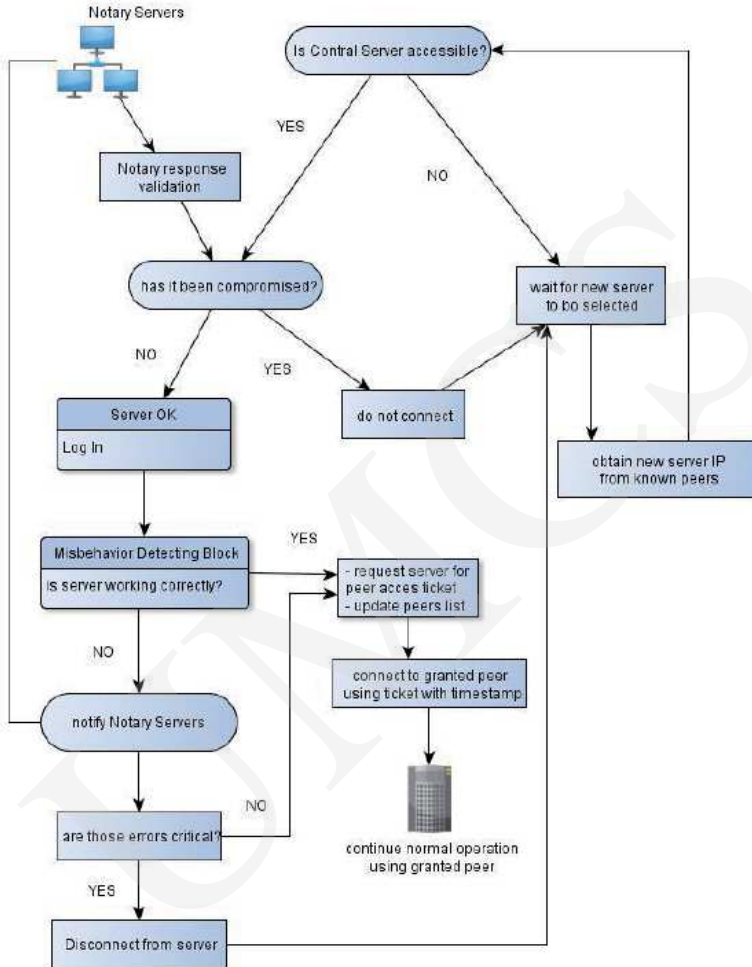 Notary Servers
Is Contral Server accessible?
YES
NO
Notary response
validation
has it been compromised?
wait for new server
to bo selected
NO
YES
Server OK
Log In
do not connect
obtain new server IP
from known peers
Misbehavior Detecting Block
is server working correctly?
YES
- request server for
peer acces ticket
- update peers list
NO
connect to granted peer
using ticket with timestamp
notify Notary Servers
NO
are those errors critical?
continue normal operation
using granted peer
YES
Disconnect from server
UMCS